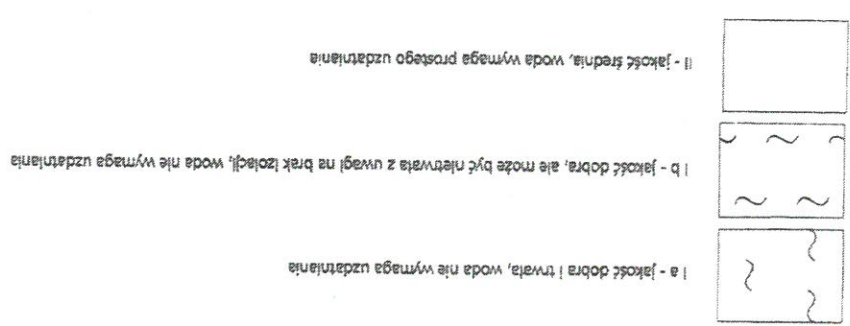 I a - jakość dobra i trwała, woda nie wymaga uzdatniania
I b - jakość dobra, ale może być nietrwała z uwagi na brak izolacji, woda nie wymaga uzdatniania
II - jakość średnia, woda wymaga prostego uzdatniania